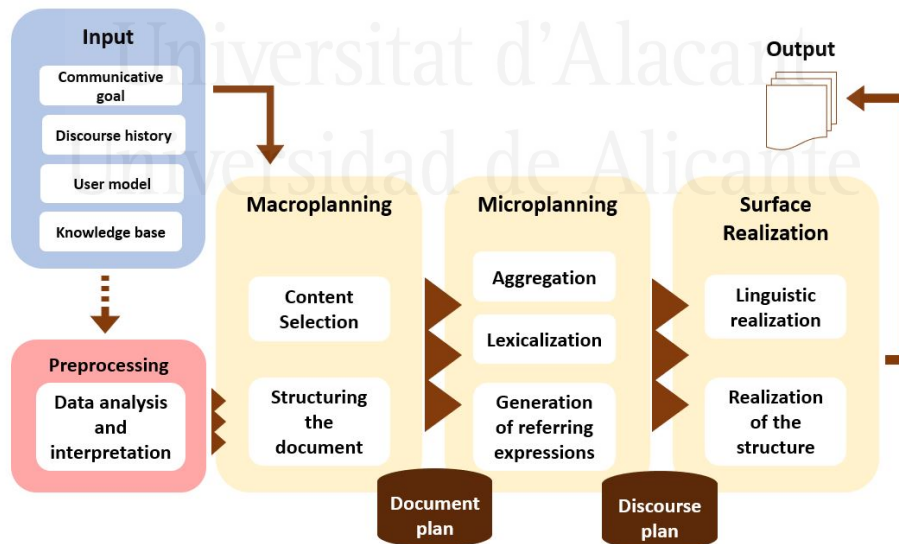 Universitat d'Alacant
Universidad de Alicante
Input
Communicative
goal
Discourse history
User model
Knowledge base
Preprocessing
Data analysis
and
interpretation
Macroplanning
Content
Selection
Structuring
the
document
Document
plan
Microplanning
Aggregation
Lexicalization
Generation
of referring
expressions
Discourse
plan
Surface
Realization
Linguistic
realization
Realization
of the
structure
Output